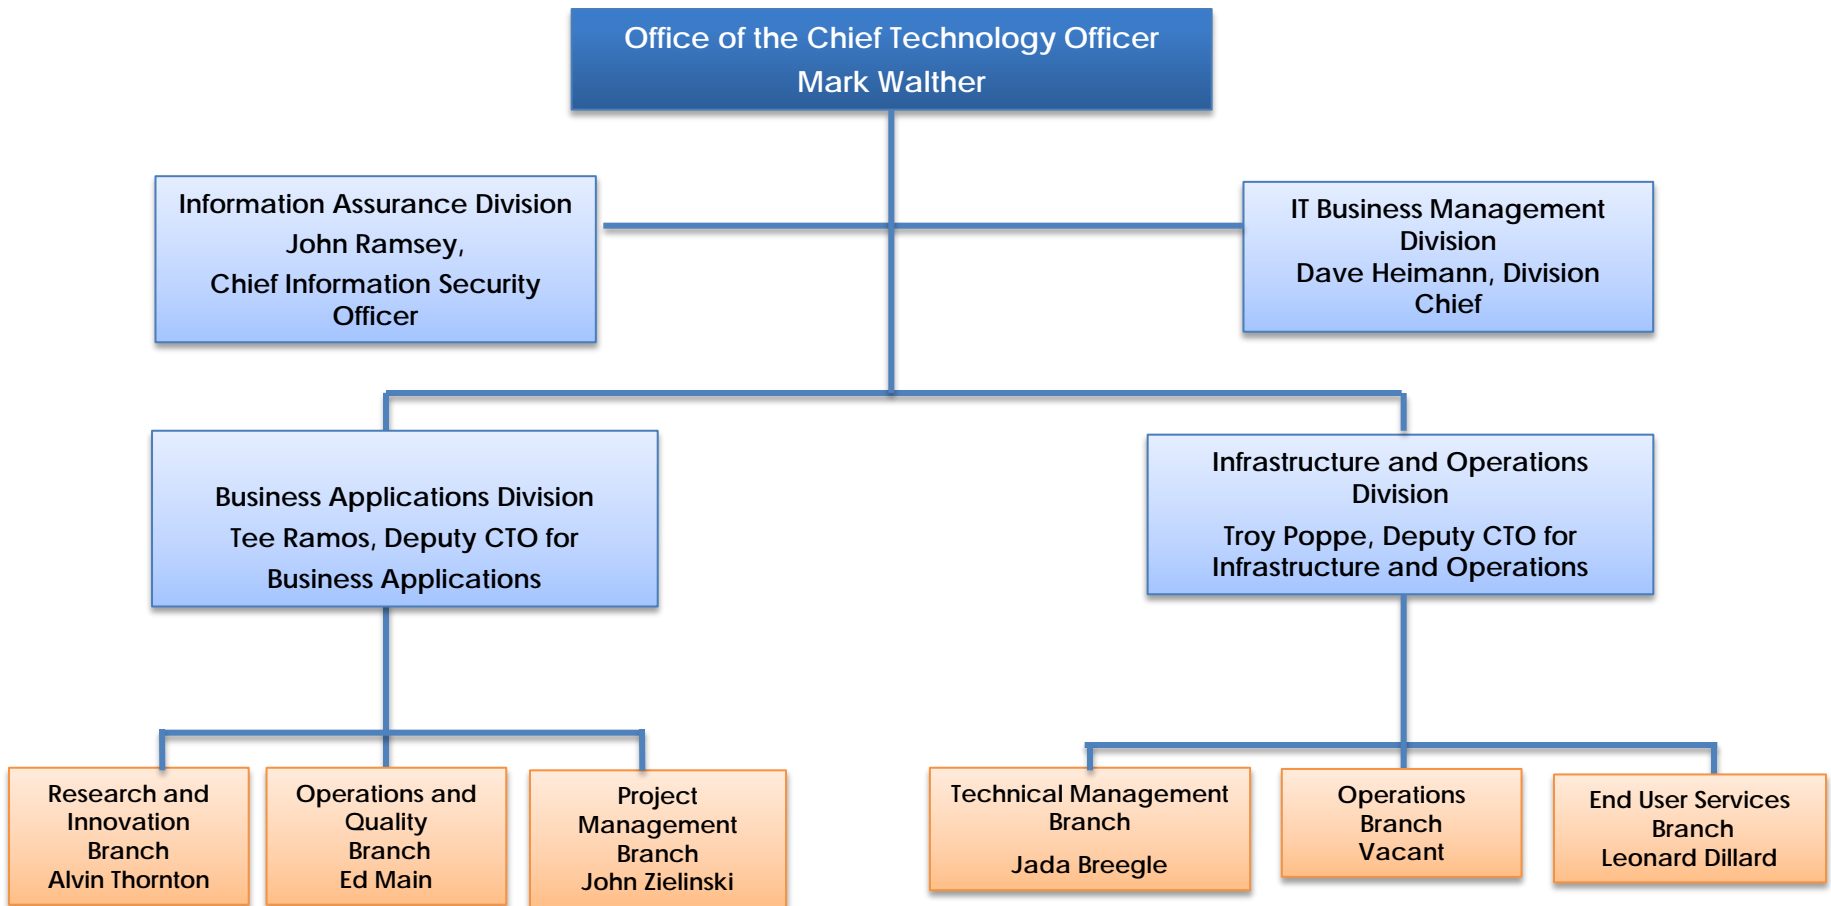 Office of the Chief Technology Officer
Mark Walther
Information Assurance Division
John Ramsey,
Chief Information Security
Officer
IT Business Management
Division
Dave Heimann, Division
Chief
Business Applications Division
Tee Ramos, Deputy CTO for
Business Applications
Infrastructure and Operations
Division
Troy Poppe, Deputy CTO for
Infrastructure and Operations
Research and
Innovation
Branch
Alvin Thornton
Operations and
Quality
Branch
Ed Main
Project
Management
Branch
John Zielinski
Technical Management
Branch
Jada Breegle
Operations
Branch
Vacant
End User Services
Branch
Leonard Dillard